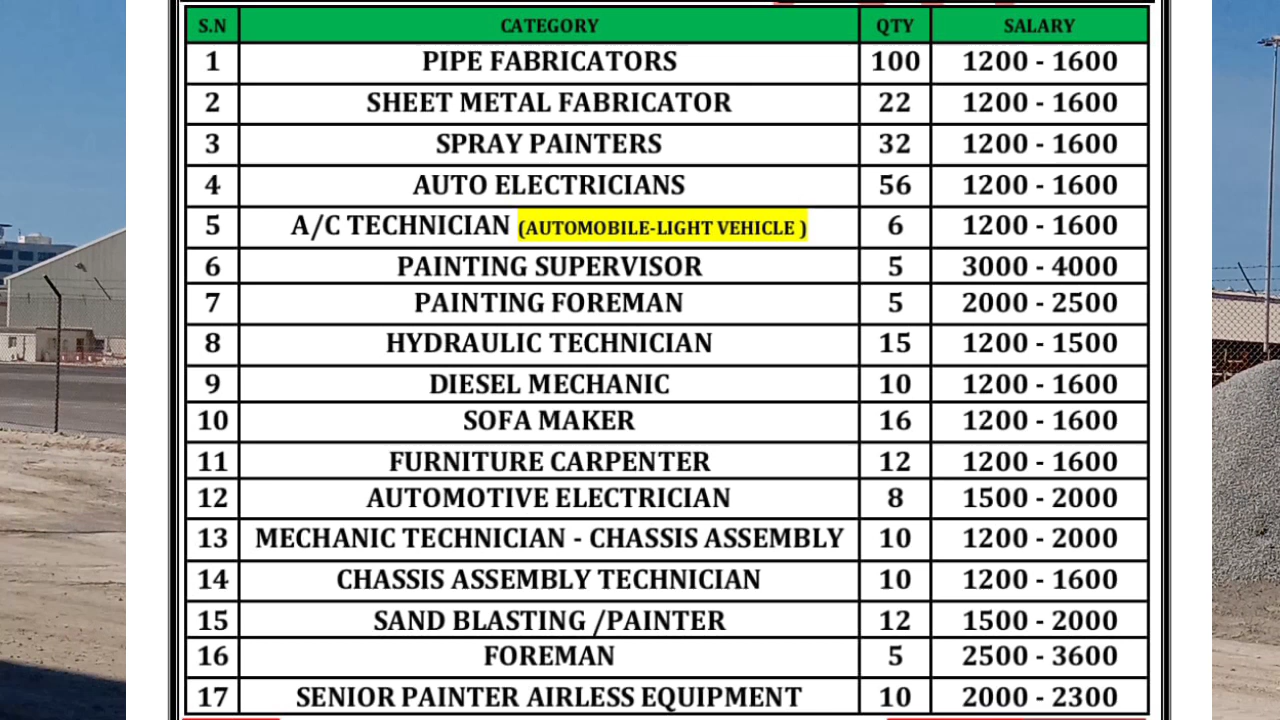 S.N CATEGORY QTY SALARY
1 PIPE FABRICATORS 100 1200 - 1600
2 SHEET METAL FABRICATOR 22 1200 - 1600
3 SPRAY PAINTERS 32 1200 - 1600
4 AUTO ELECTRICIANS 56 1200 - 1600
5 A/C TECHNICIAN (AUTOMOBILE-LIGHT VEHICLE ) 6 1200 - 1600
6 PAINTING SUPERVISOR 5 3000 - 4000
7 PAINTING FOREMAN 5 2000 - 2500
8 HYDRAULIC TECHNICIAN 15 1200 - 1500
9 DIESEL MECHANIC 10 1200 - 1600
10 SOFA MAKER 16 1200 - 1600
11 FURNITURE CARPENTER 12 1200 - 1600
12 AUTOMOTIVE ELECTRICIAN 8 1500 - 2000
13 MECHANIC TECHNICIAN - CHASSIS ASSEMBLY 10 1200 - 2000
14 CHASSIS ASSEMBLY TECHNICIAN 10 1200 - 1600
15 SAND BLASTING /PAINTER 12 1500 - 2000
16 FOREMAN 5 2500 - 3600
17 SENIOR PAINTER AIRLESS EQUIPMENT 10 2000 - 2300